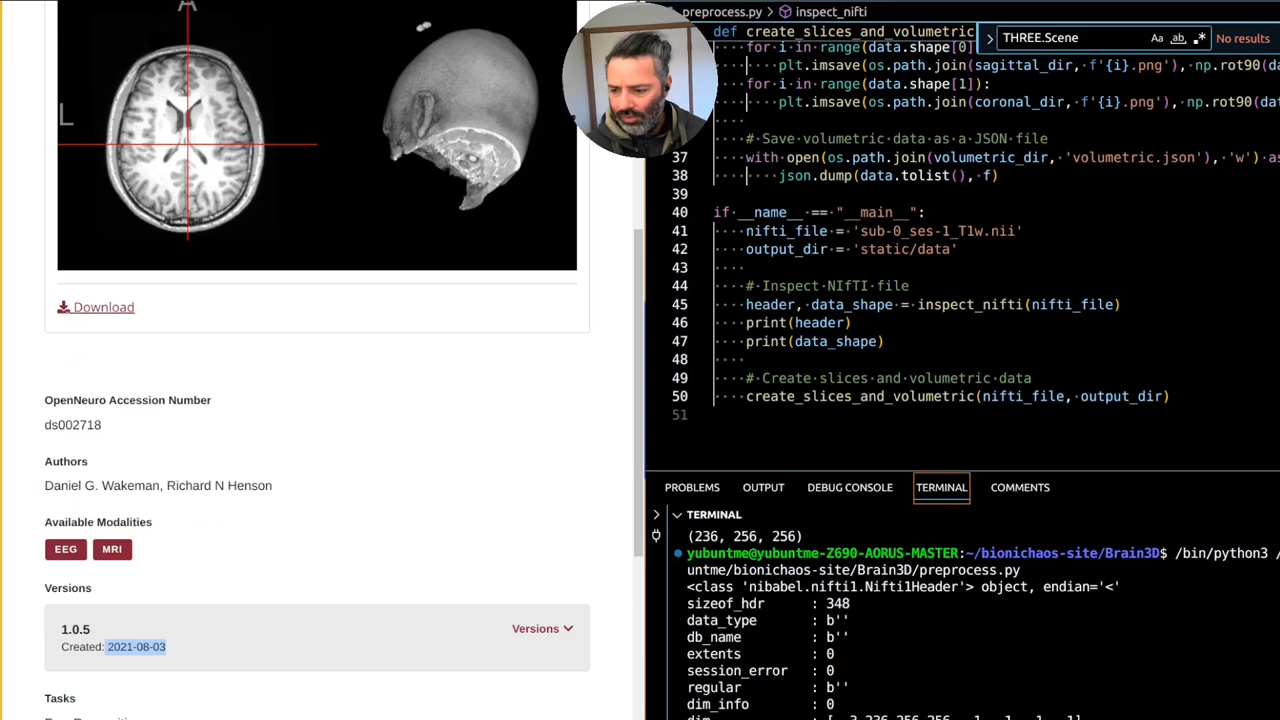 A
L
Download
OpenNeuro Accession Number
ds002718
Authors
Daniel G. Wakeman, Richard N Henson
Available Modalities
EEG
MRI
Versions
1.0.5
Versions
Created: 2021-08-03
Tasks
preprocess.py > inspect_nifti
def create_slices_and_volumetric
THREE.Scene
Aa
ab
.*
No results
for i in range(data.shape[0]
plt.imsave(os.path.join(sagittal_dir, f'{i}.png'), np.rot90(da
for i in range(data.shape[1]):
plt.imsave(os.path.join(coronal_dir, f'{i}.png'), np.rot90(dat
# Save volumetric data as a JSON file
37 with open(os.path.join(volumetric_dir, 'volumetric.json'), 'w') as
38 json.dump(data.tolist(), f)
39
40 if __name__ == "__main__":
41 nifti_file = 'sub-0_ses-1_T1w.nii'
42 output_dir = 'static/data'
43
44 # Inspect NIfTI file
45 header, data_shape = inspect_nifti(nifti_file)
46 print(header)
47 print(data_shape)
48
49 # Create slices and volumetric data
50 create_slices_and_volumetric(nifti_file, output_dir)
51
PROBLEMS
OUTPUT
DEBUG CONSOLE
TERMINAL
COMMENTS
TERMINAL
(236, 256, 256)
yubuntme@yubuntme-Z690-AORUS-MASTER:~/bionichaos-site/Brain3D$ /bin/python3 /
untme/bionichaos-site/Brain3D/preprocess.py
<class 'nibabel.nifti1.Nifti1Header'> object, endian='<'
sizeof_hdr : 348
data_type : b''
db_name : b''
extents : 0
session_error : 0
regular : b''
dim_info : 0